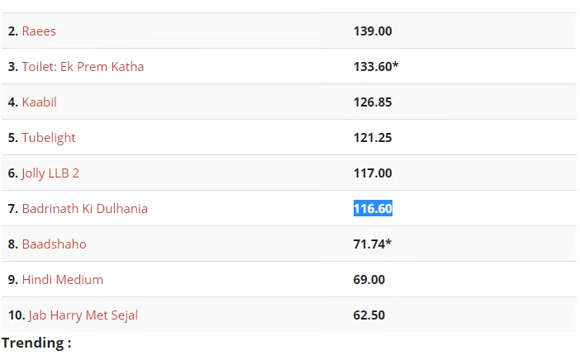 2. Raees 139.00
3. Toilet: Ek Prem Katha 133.60*
4. Kaabil 126.85
5. Tubelight 121.25
6. Jolly LLB 2 117.00
7. Badrinath Ki Dulhania 116.60
8. Baadshaho 71.74*
9. Hindi Medium 69.00
10. Jab Harry Met Sejal 62.50
Trending :